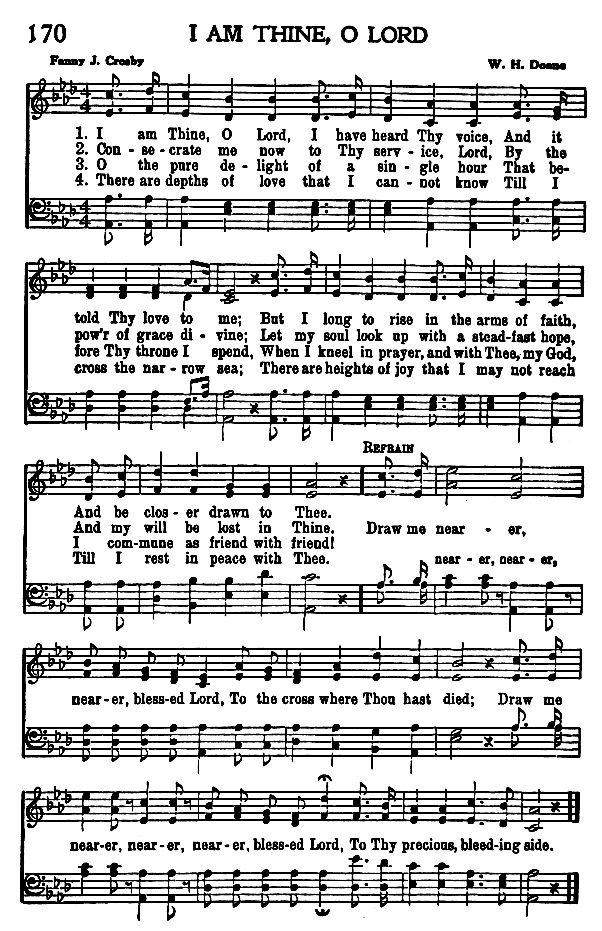 170 I AM THINE, O LORD
Fanny J. Crosby W. H. Doane
1. I am Thine, O Lord, I have heard Thy voice, And it
2. Con - se - crate me now to Thy serv - ice, Lord, By the
3. O the pure de - light of a sin - gle hour That be-
4. There are depths of love that I can - not know Till I
told Thy love to me; But I long to rise in the arms of faith,
pow'r of grace di - vine; Let my soul look up with a stead-fast hope,
fore Thy throne I spend, When I kneel in prayer, and with Thee, my God,
cross the nar - row sea; There are heights of joy that I may not reach
REFRAIN
And be clos - er drawn to Thee.
And my will be lost in Thine. Draw me near - er,
I com-mune as friend with friend!
Till I rest in peace with Thee. near-er, near-er,
near-er, bless-ed Lord, To the cross where Thou hast died; Draw me
near-er, near-er, near-er, bless-ed Lord, To Thy precious, bleed-ing side.